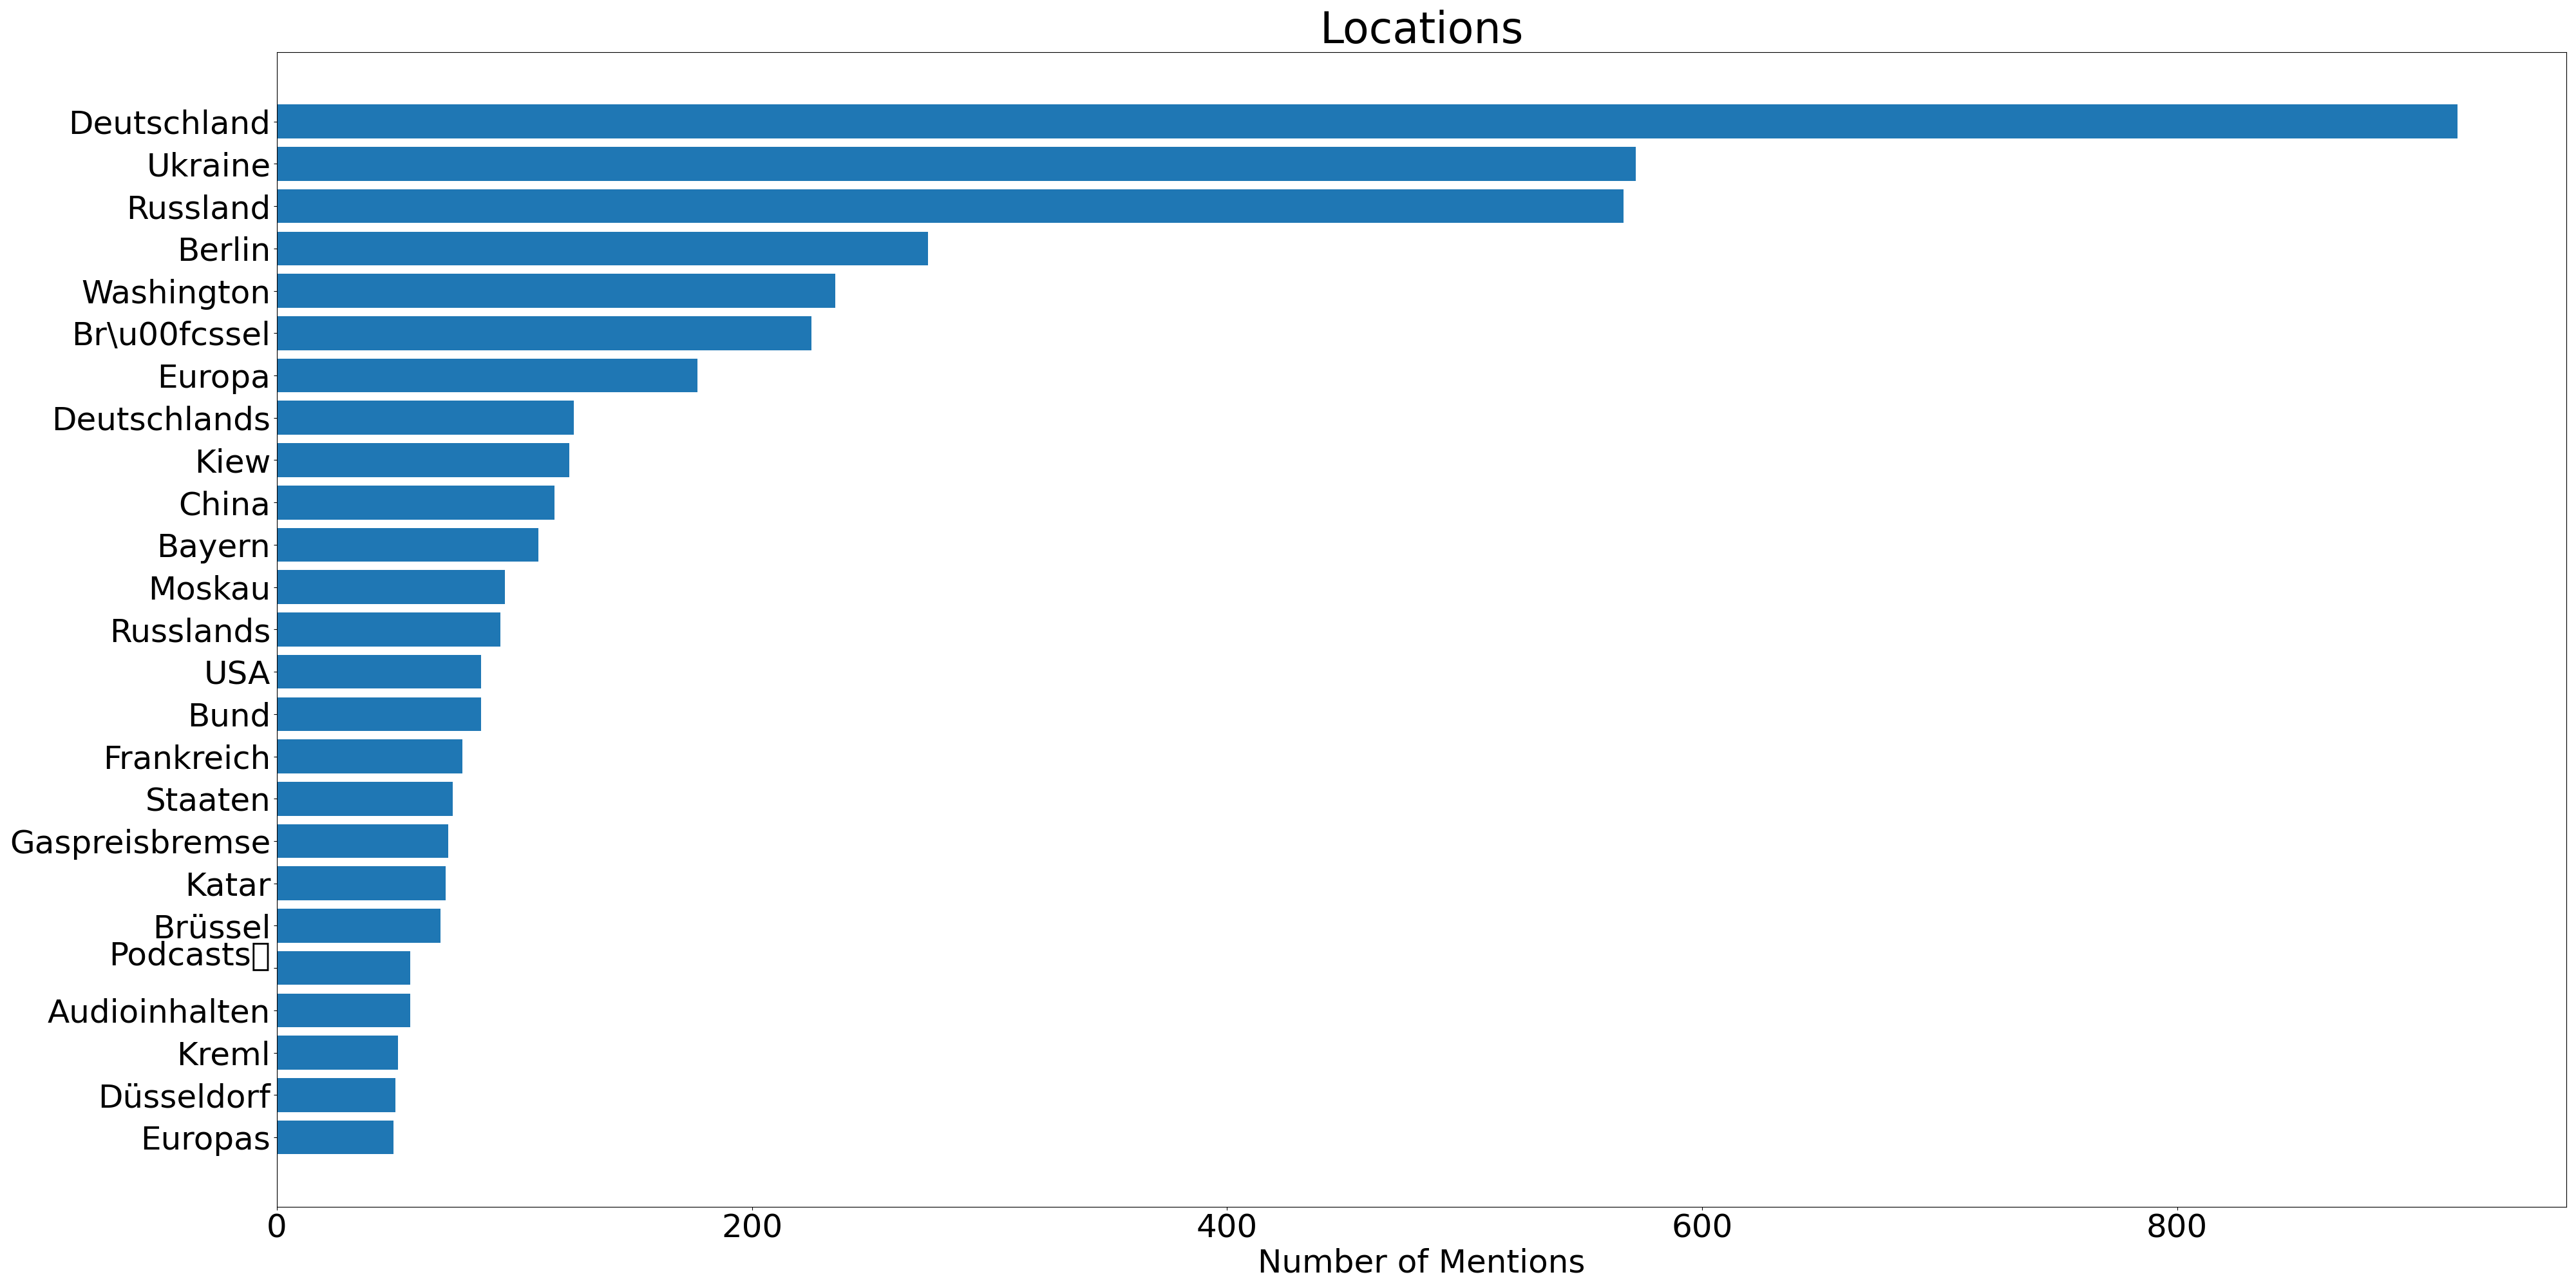 Locations
Deutschland
Ukraine
Russland
Berlin
Washington
Br\u00fcssel
Europa
Deutschlands
Kiew
China
Bayern
Moskau
Russlands
USA
Bund
Frankreich
Staaten
Gaspreisbremse
Katar
Brüssel
Podcasts
Audioinhalten
Kreml
Düsseldorf
Europas
0 200 400 600 800
Number of Mentions